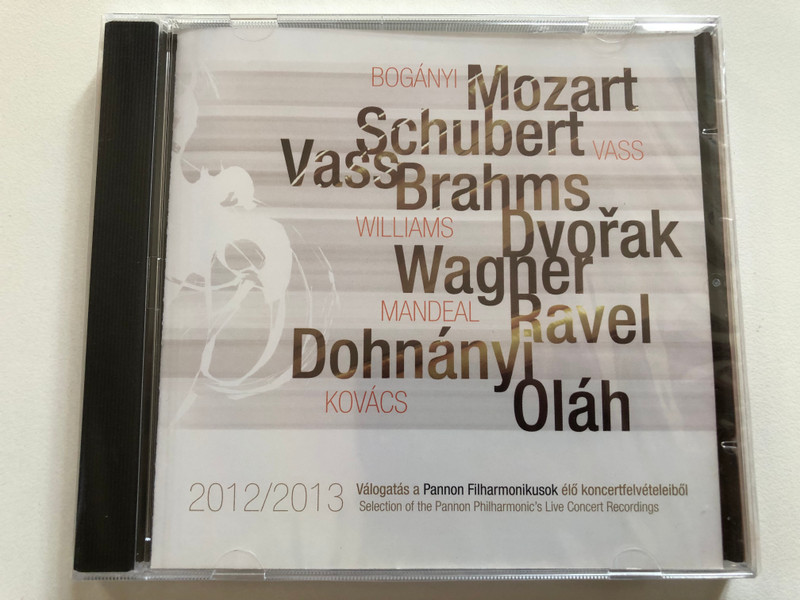 BOGÁNYI Mozart
Schubert
Vass VASS
Brahms
WILLIAMS Dvořak
Wagner
MANDEAL Ravel
Dohnányi
KOVÁCS Oláh
2012/2013 Válogatás a Pannon Filharmonikusok élő koncertfelvételeiből
Selection of the Pannon Philharmonic's Live Concert Recordings